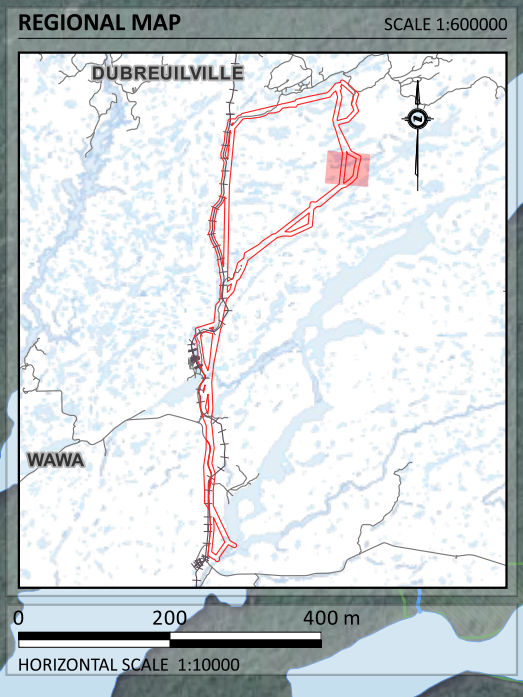 REGIONAL MAP
SCALE 1:600000
DUBREUILVILLE
WAWA
0 200 400 m
HORIZONTAL SCALE 1:10000